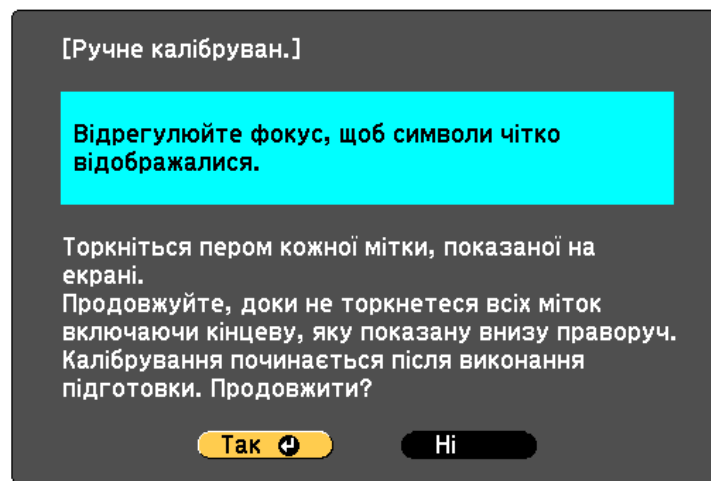 [Ручне калібруван.]
Відрегулюйте фокус, щоб символи чітко
відображалися.
Торкніться пером кожної мітки, показаної на
екрані.
Продовжуйте, доки не торкнетеся всіх міток
включаючи кінцеву, яку показану внизу праворуч.
Калібрування починається після виконання
підготовки. Продовжити?
Так Ні